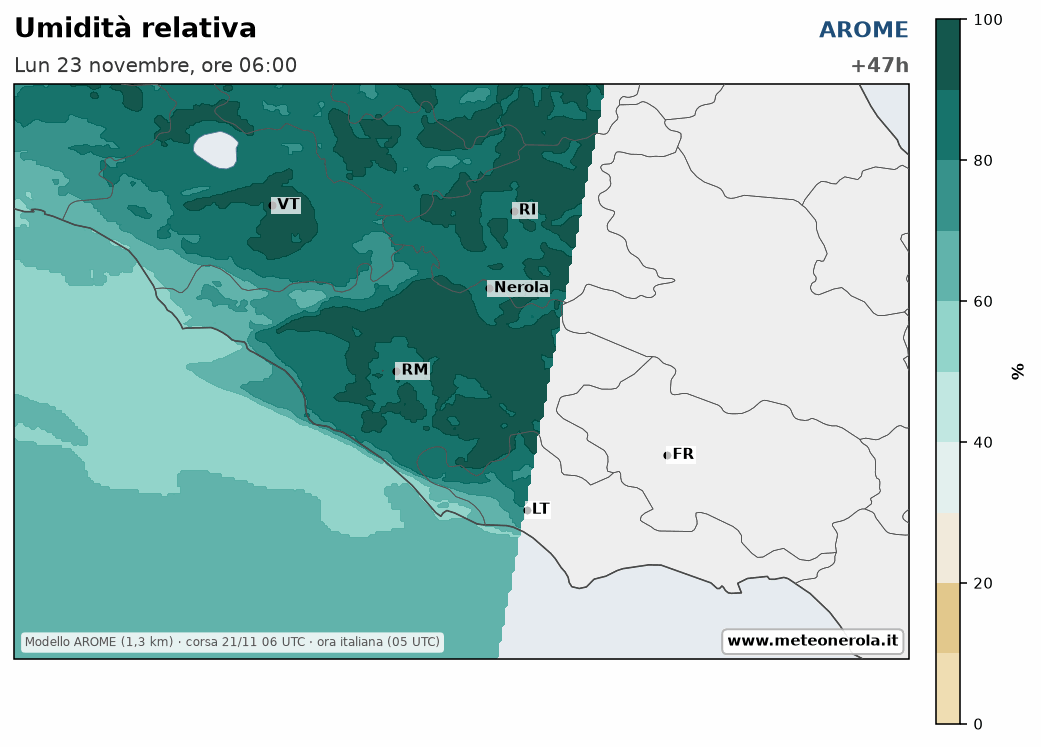 Umidità relativa
AROME
Lun 23 novembre, ore 06:00
+47h
100
80
60
40
20
0
%
VT
RI
Nerola
RM
FR
LT
Modello AROME (1,3 km) · corsa 21/11 06 UTC · ora italiana (05 UTC)
www.meteonerola.it